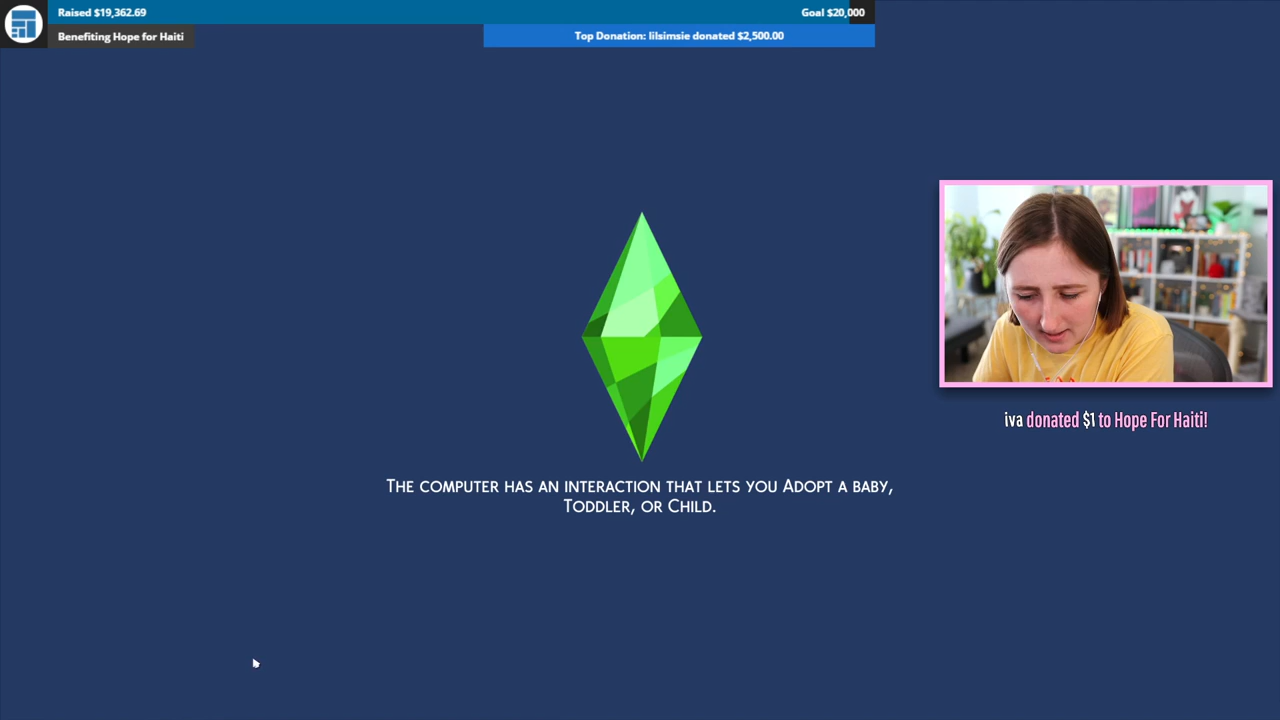 Raised $19,362.69
Goal $20,000
Benefiting Hope for Haiti
Top Donation: lilsimsie donated $2,500.00
iva donated $1 to Hope For Haiti!
The computer has an interaction that lets you Adopt a baby,
Toddler, or Child.